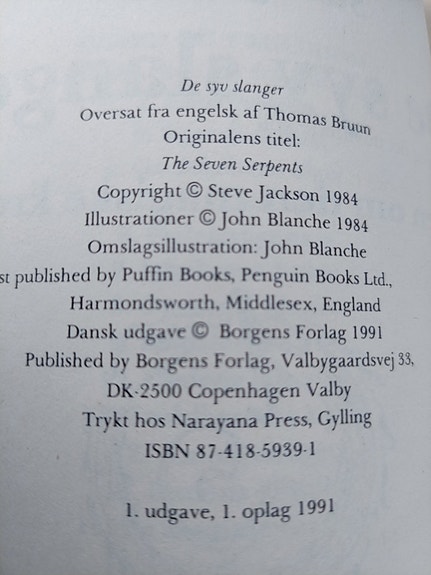 De syv slanger
Oversat fra engelsk af Thomas Bruun
Originalens titel:
The Seven Serpents
Copyright © Steve Jackson 1984
Illustrationer © John Blanche 1984
Omslagsillustration: John Blanche
st published by Puffin Books, Penguin Books Ltd.,
Harmondsworth, Middlesex, England
Dansk udgave © Borgens Forlag 1991
Published by Borgens Forlag, Valbygaardsvej 33,
DK-2500 Copenhagen Valby
Trykt hos Narayana Press, Gylling
ISBN 87-418-5939-1
1. udgave, 1. oplag 1991